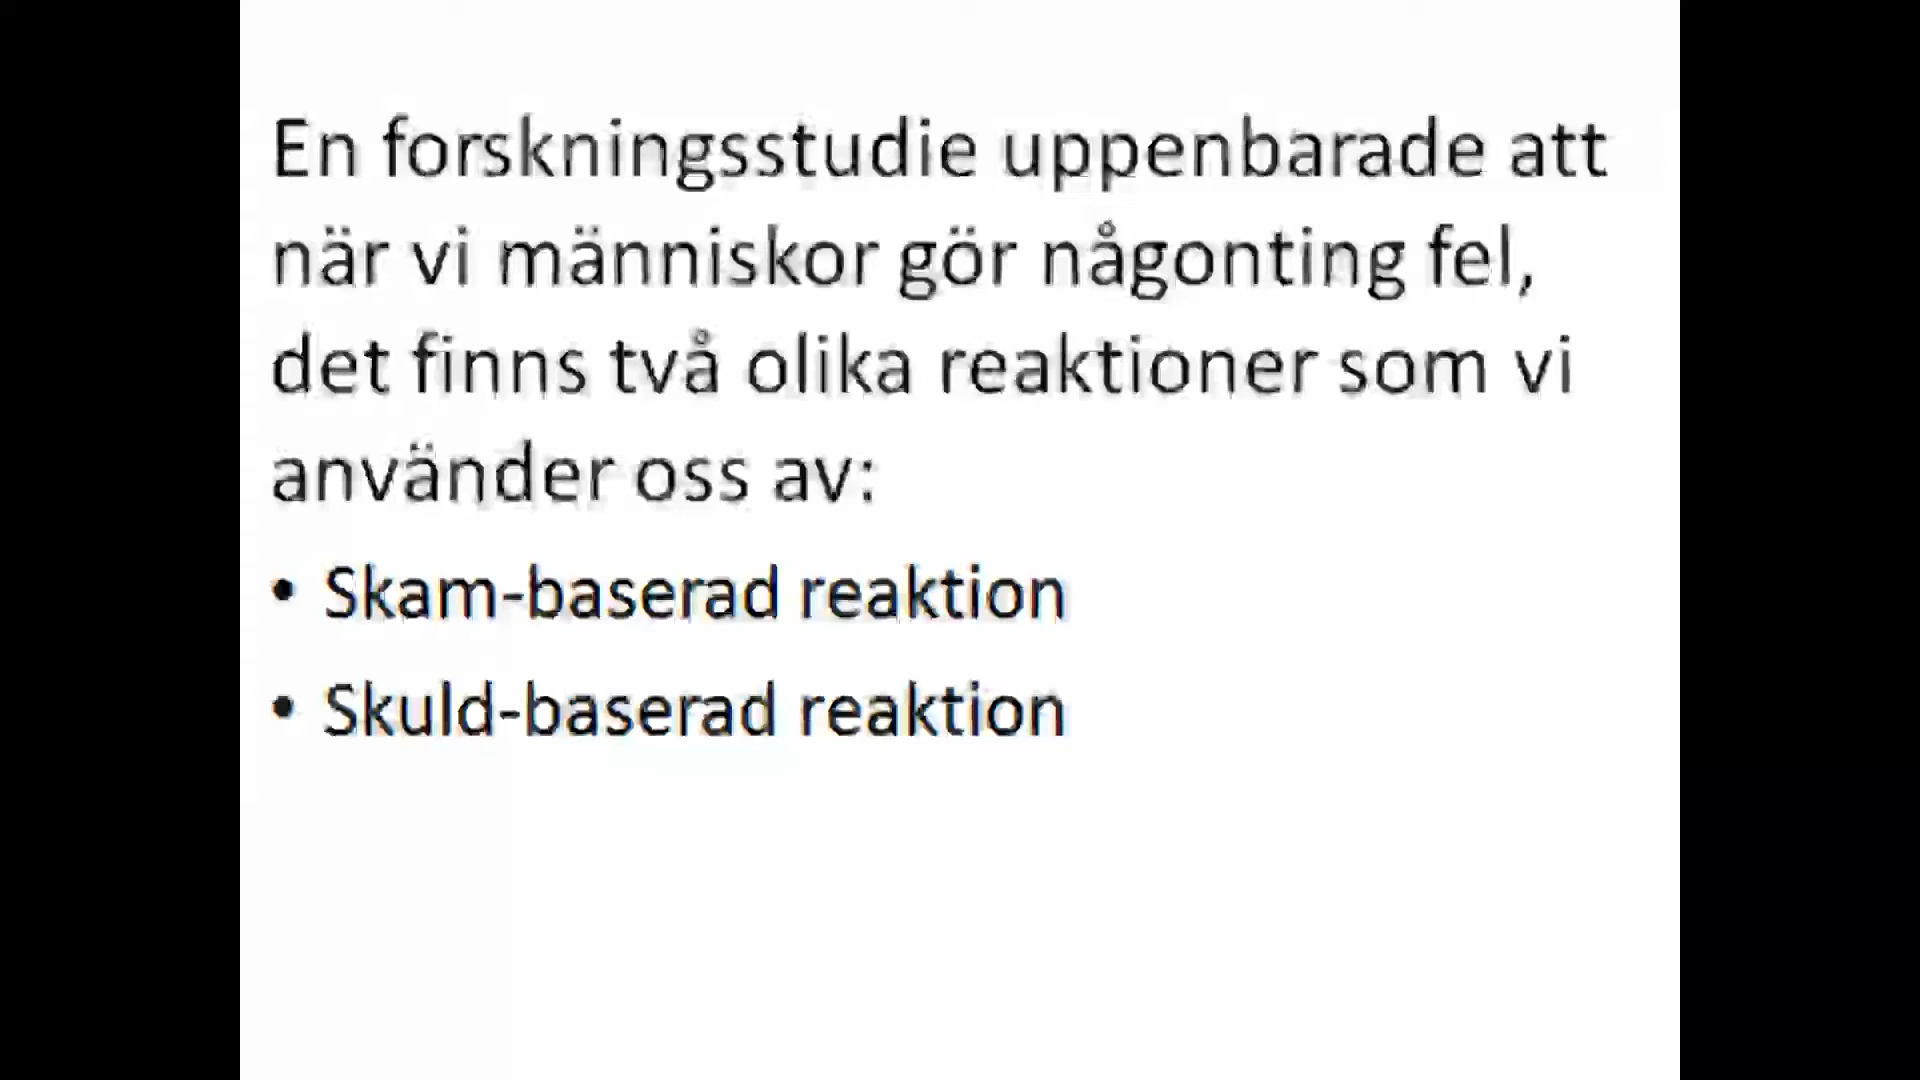 En forskningsstudie uppenbarade att
när vi människor gör någonting fel,
det finns två olika reaktioner som vi
använder oss av:
• Skam-baserad reaktion
• Skuld-baserad reaktion